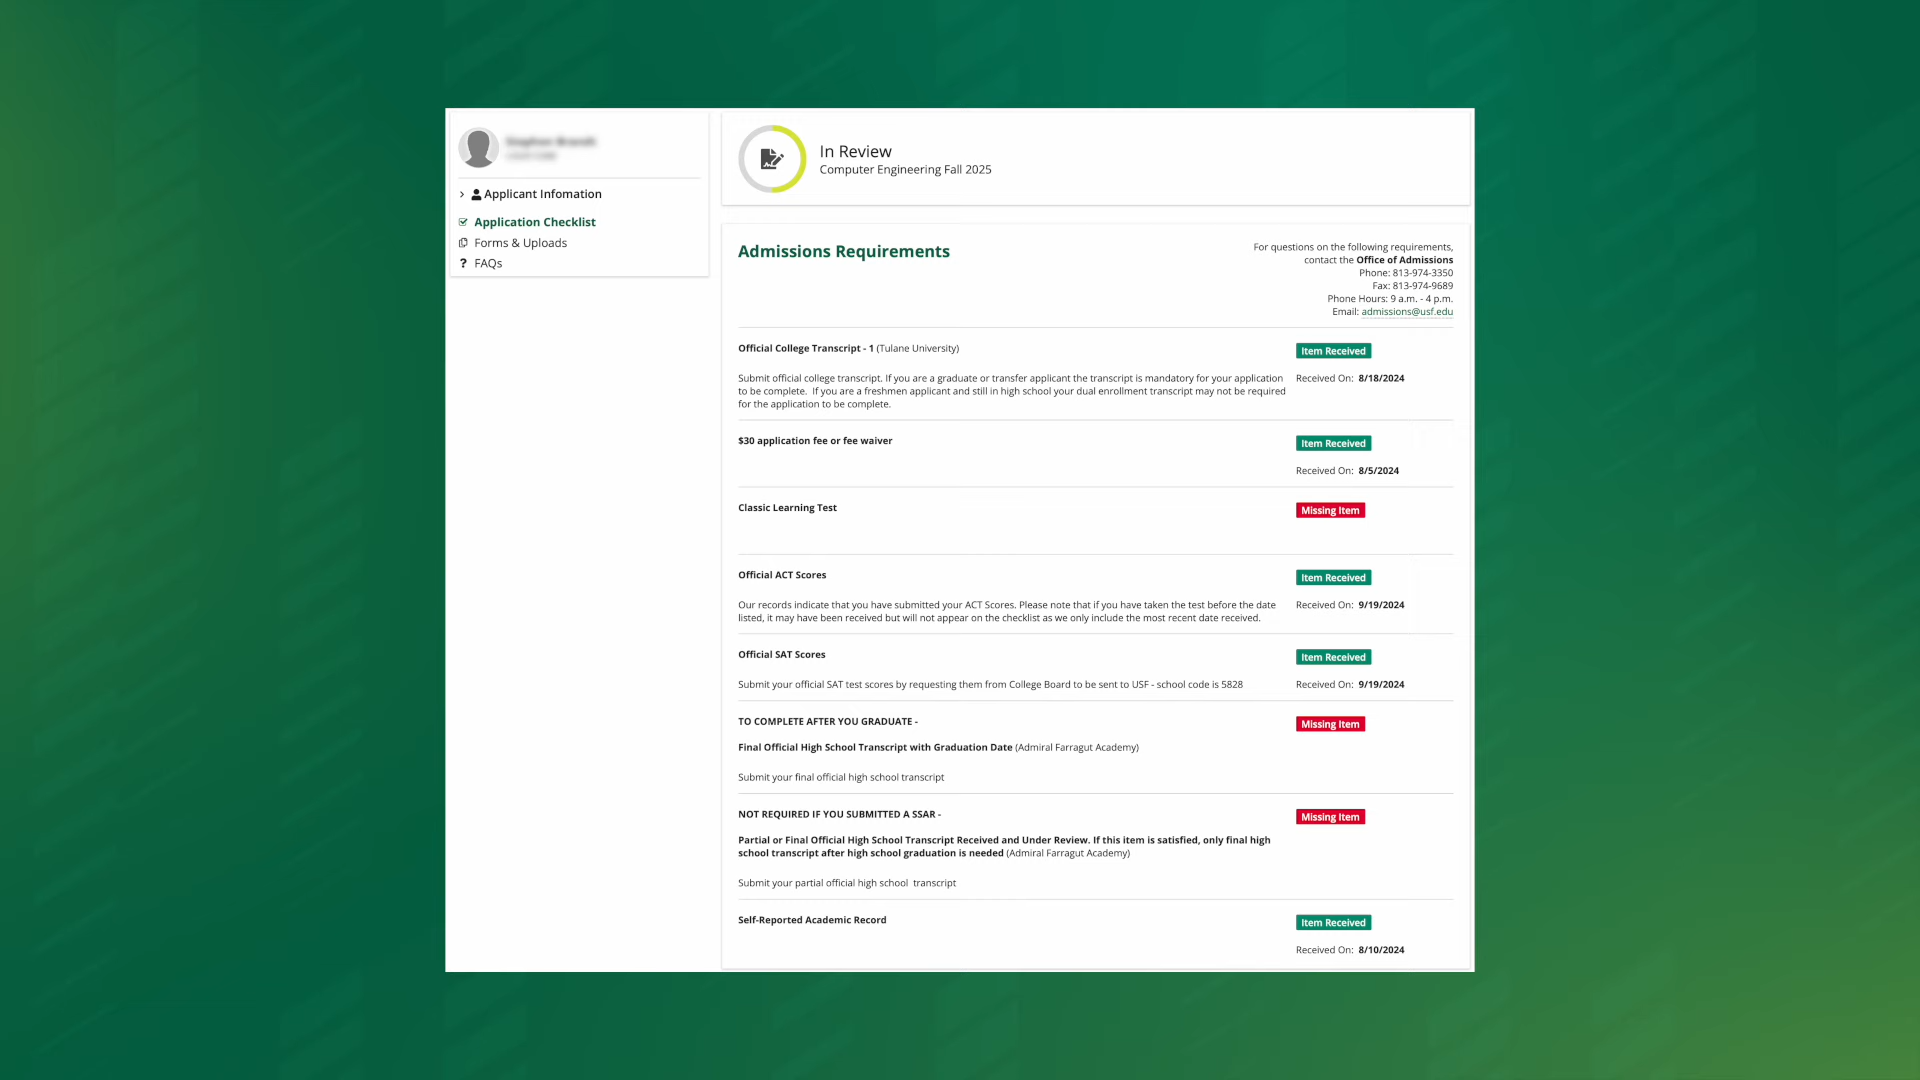 In Review
Computer Engineering Fall 2025
Applicant Infomation
Application Checklist
Forms & Uploads
? FAQs
Admissions Requirements
For questions on the following requirements,
contact the Office of Admissions
Phone: 813-974-3350
Fax: 813-974-9689
Phone Hours: 9 a.m. - 4 p.m.
Email: admissions@usf.edu
Official College Transcript - 1 (Tulane University)
Item Received
Submit official college transcript. If you are a graduate or transfer applicant the transcript is mandatory for your application
to be complete. If you are a freshmen applicant and still in high school your dual enrollment transcript may not be required
for the application to be complete.
Received On: 8/18/2024
$30 application fee or fee waiver
Item Received
Received On: 8/5/2024
Classic Learning Test
Missing Item
Official ACT Scores
Item Received
Our records indicate that you have submitted your ACT Scores. Please note that if you have taken the test before the date
listed, it may have been received but will not appear on the checklist as we only include the most recent date received.
Received On: 9/19/2024
Official SAT Scores
Item Received
Submit your official SAT test scores by requesting them from College Board to be sent to USF - school code is 5828
Received On: 9/19/2024
TO COMPLETE AFTER YOU GRADUATE -
Missing Item
Final Official High School Transcript with Graduation Date (Admiral Farragut Academy)
Submit your final official high school transcript
NOT REQUIRED IF YOU SUBMITTED A SSAR -
Missing Item
Partial or Final Official High School Transcript Received and Under Review. If this item is satisfied, only final high
school transcript after high school graduation is needed (Admiral Farragut Academy)
Submit your partial official high school transcript
Self-Reported Academic Record
Item Received
Received On: 8/10/2024